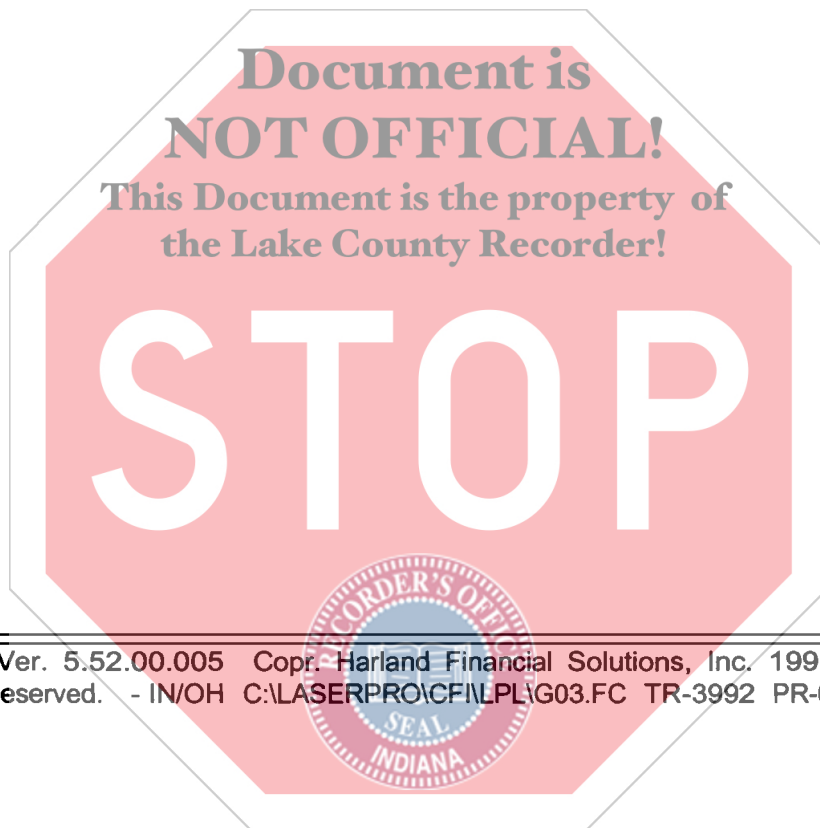 Document is
NOT OFFICIAL!
This Document is the property of
the Lake County Recorder!
STOP
RECORDER'S OFFICE
Ver. 5.52.00.005 Copr. Harland Financial Solutions, Inc. 199
eserved. - IN/OH C:\LASERPRO\CFI\LPL\G03.FC TR-3992 PR-
SEAL
INDIANA